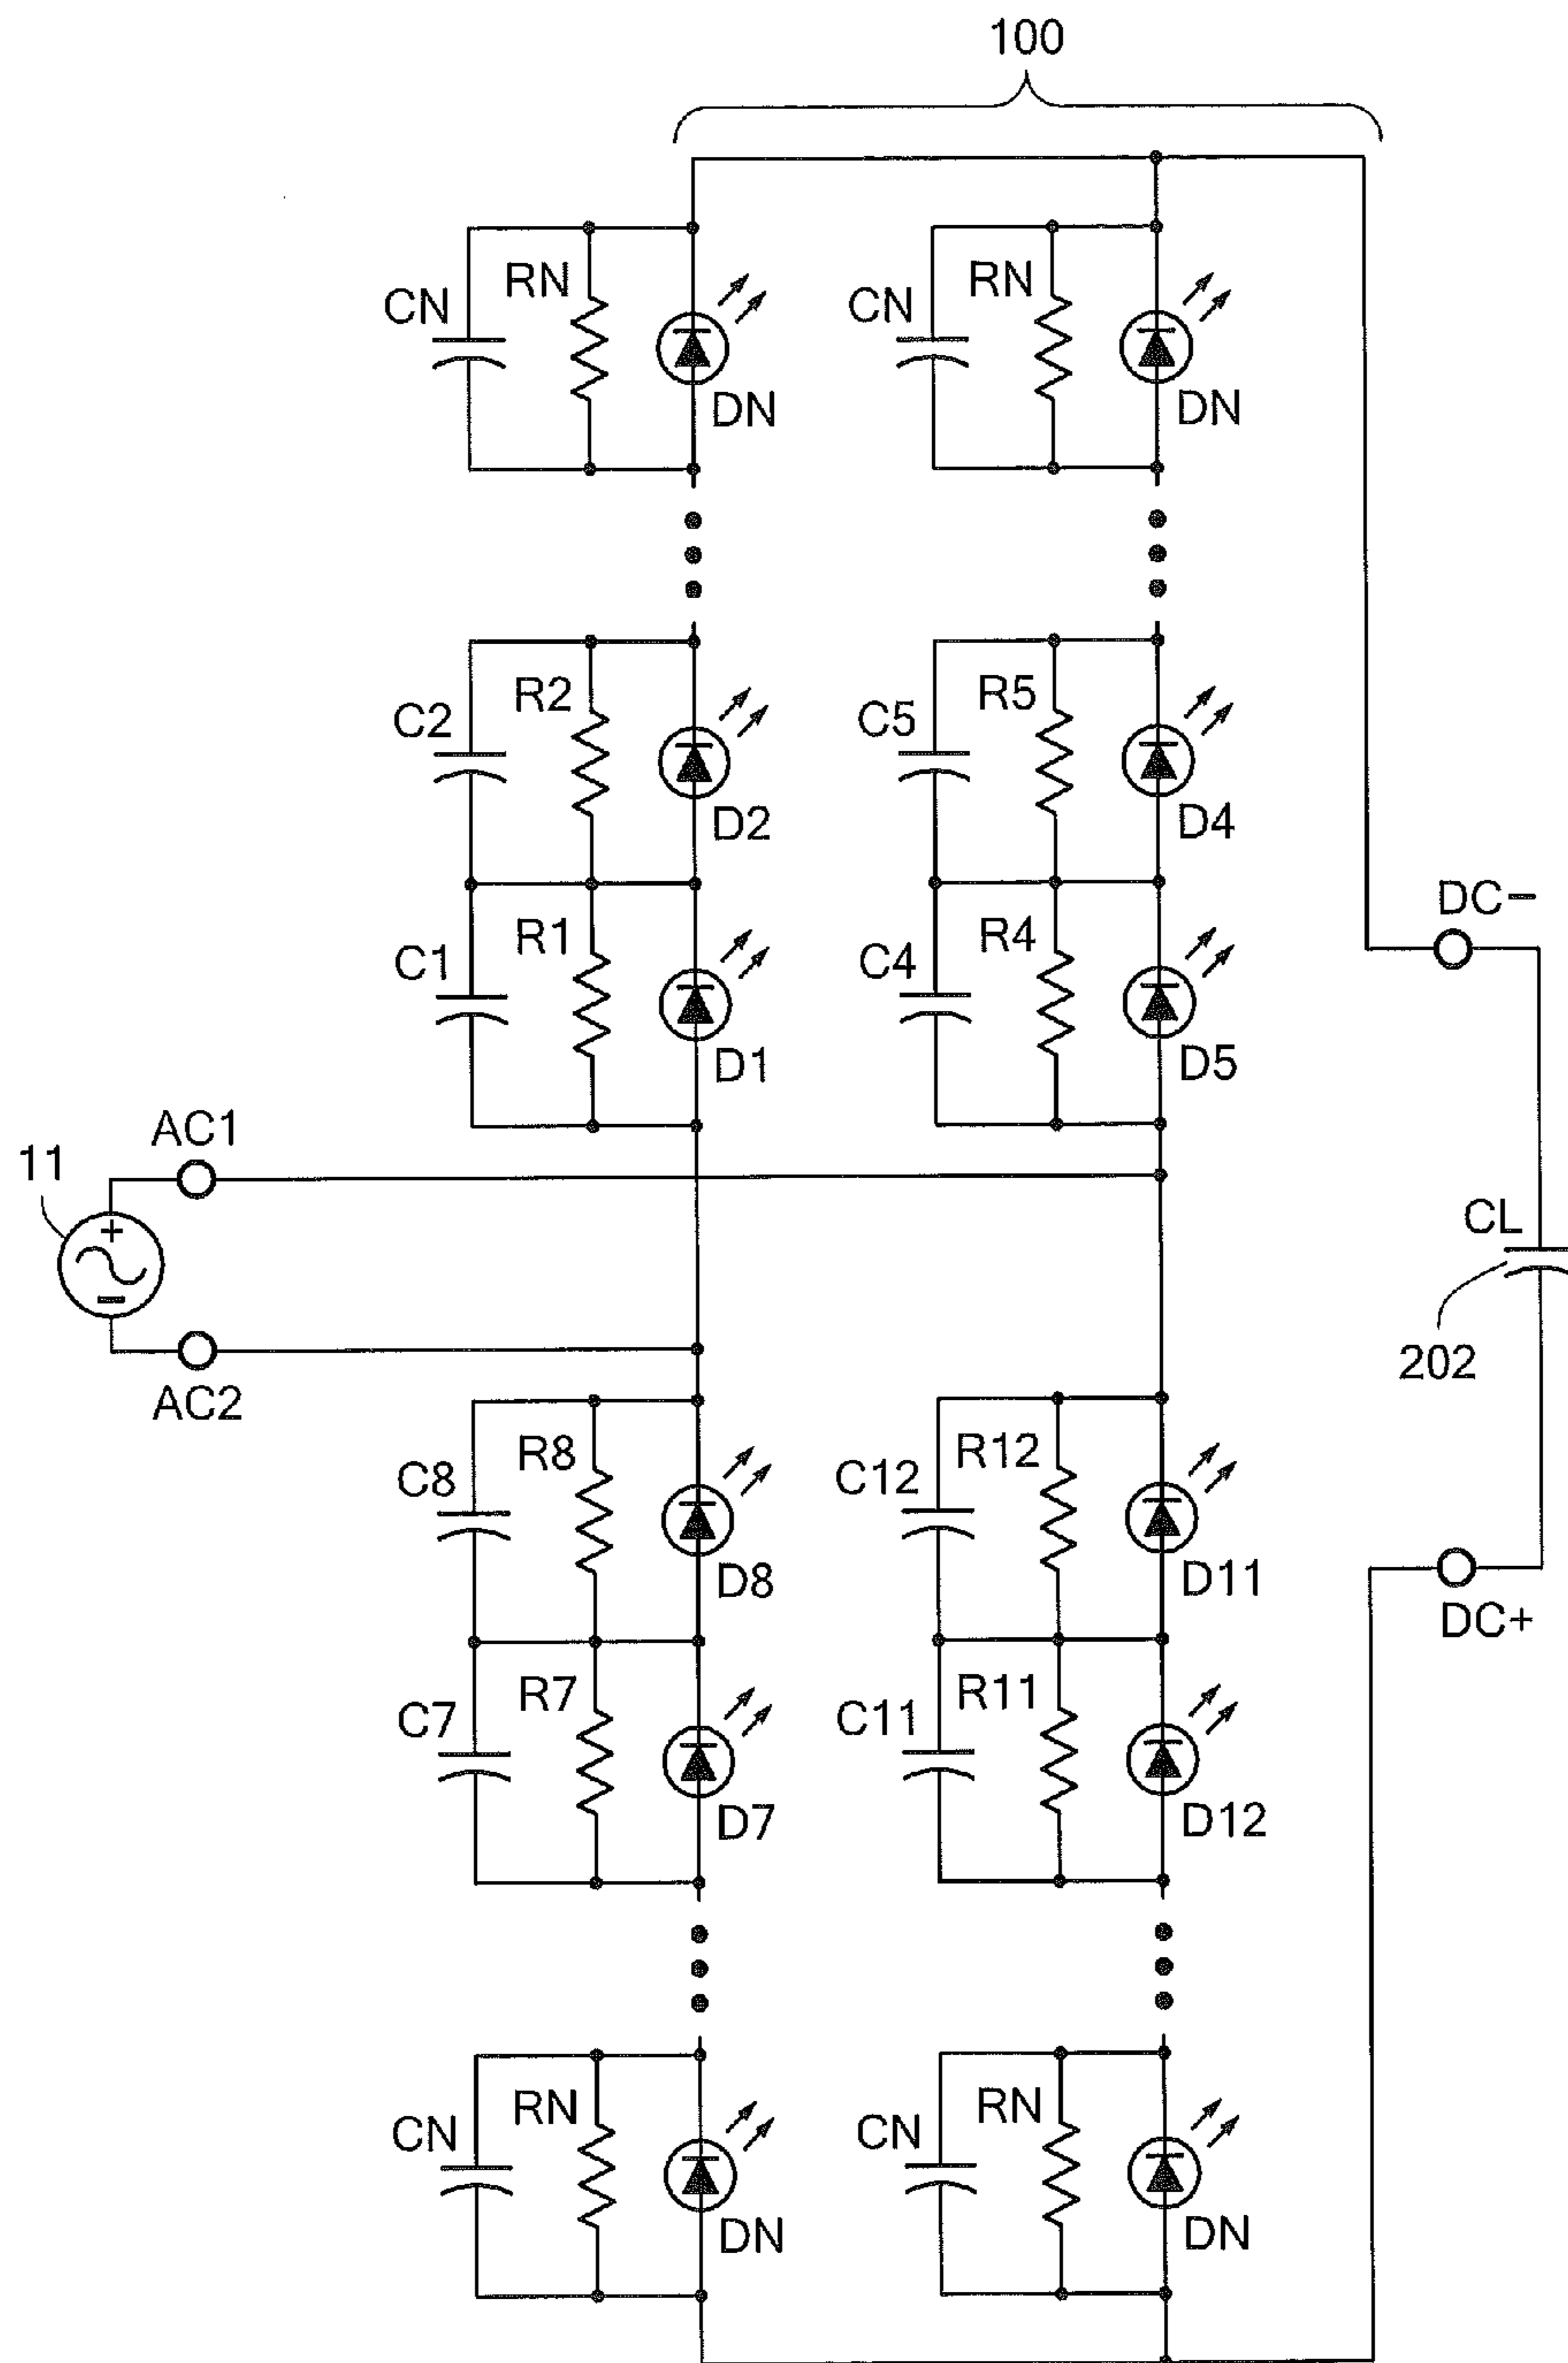 100
RN RN
CN CN
DN DN
R2 R5
C2 C5
D2 D4
DC−
R1 R4
C1 C4
D1 D5
AC1
11
+
CL
−
202
AC2
R8 R12
C8 C12
D8 D11
DC+
R7 R11
C7 C11
D7 D12
RN RN
CN CN
DN DN